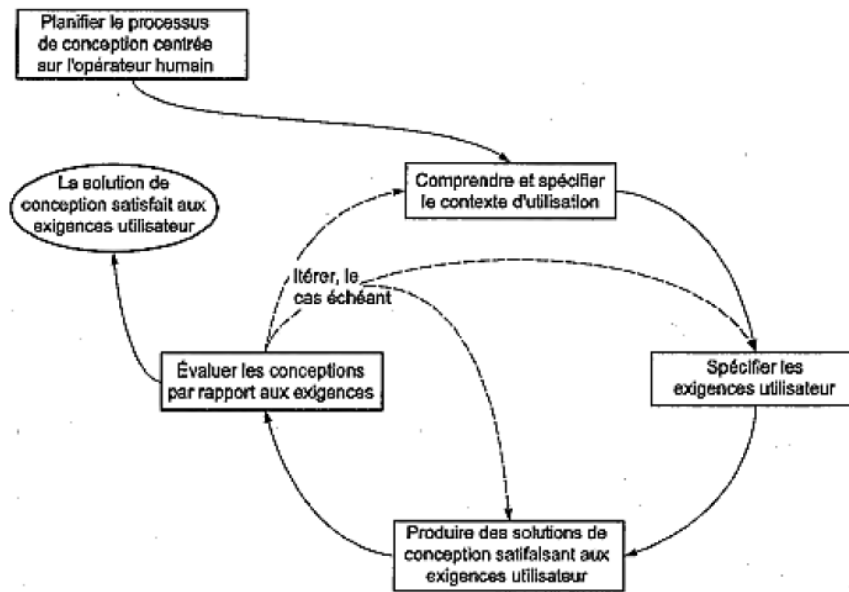 Planifier le processus
de conception centrée
sur l'opérateur humain
La solution de
conception satisfait aux
exigences utilisateur
Comprendre et spécifier
le contexte d'utilisation
Itérer, le
cas échéant
Évaluer les conceptions
par rapport aux exigences
Spécifier les
exigences utilisateur
Produire des solutions de
conception satifaisant aux
exigences utilisateur